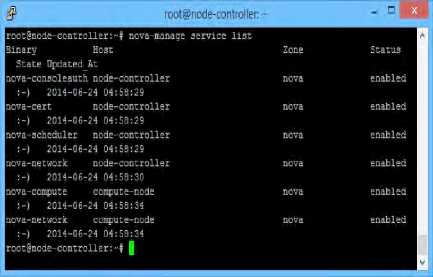 root@node-controller: ~
root@node-controller:~# nova-manage service list
Binary Host Zone Status
State Updated At
nova-consoleauth node-controller nova enabled
:-) 2014-06-24 04:58:29
nova-cert node-controller nova enabled
:-) 2014-06-24 04:58:29
nova-scheduler node-controller nova enabled
:-) 2014-06-24 04:58:29
nova-network node-controller nova enabled
:-) 2014-06-24 04:58:30
nova-compute compute-node nova enabled
:-) 2014-06-24 04:58:34
nova-network compute-node nova enabled
:-) 2014-06-24 04:58:34
root@node-controller:~#